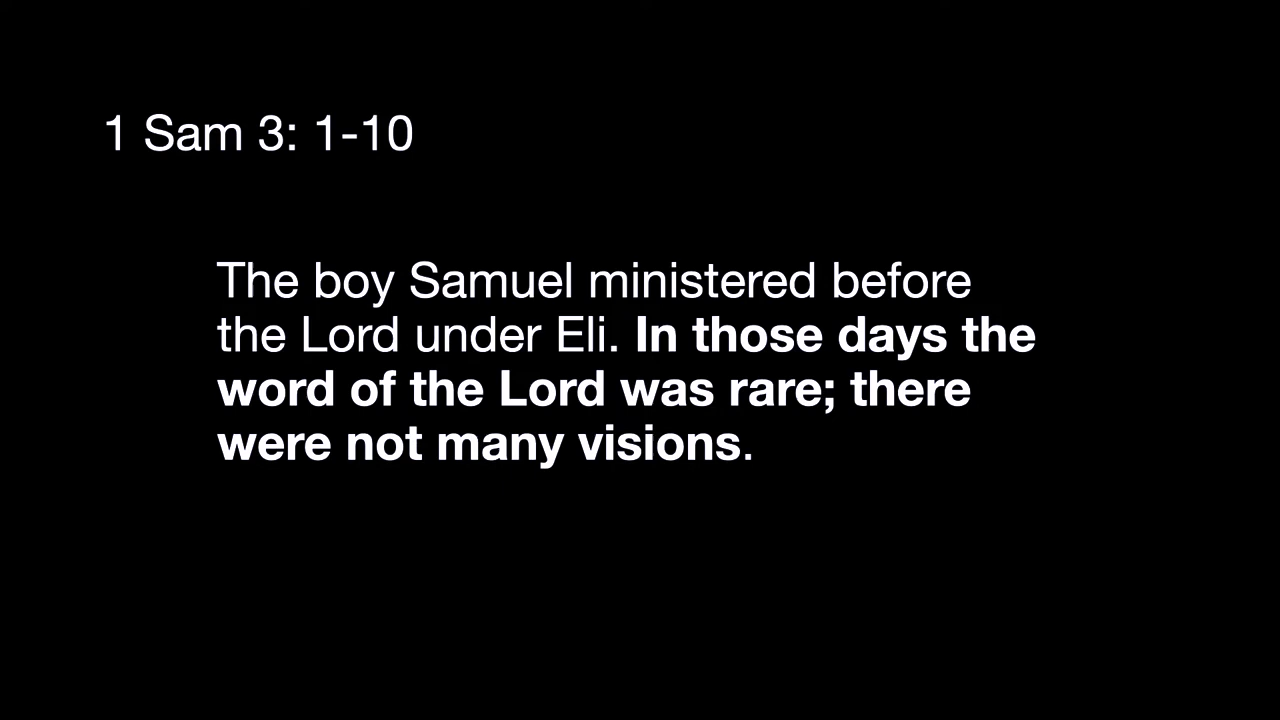 1 Sam 3: 1-10
The boy Samuel ministered before
the Lord under Eli. In those days the
word of the Lord was rare; there
were not many visions.